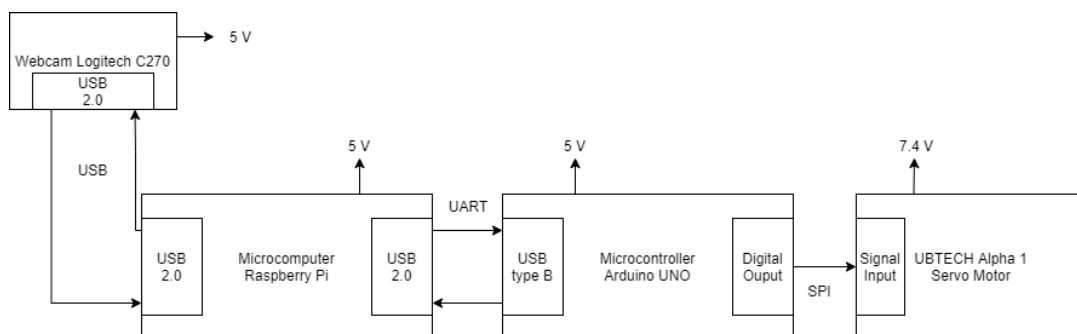 5 V
Webcam Logitech C270
USB
2.0
USB
5 V
5 V
7.4 V
UART
USB
2.0
Microcomputer
Raspberry Pi
USB
2.0
USB
type B
Microcontroller
Arduino UNO
Digital
Ouput
SPI
Signal
Input
UBTECH Alpha 1
Servo Motor